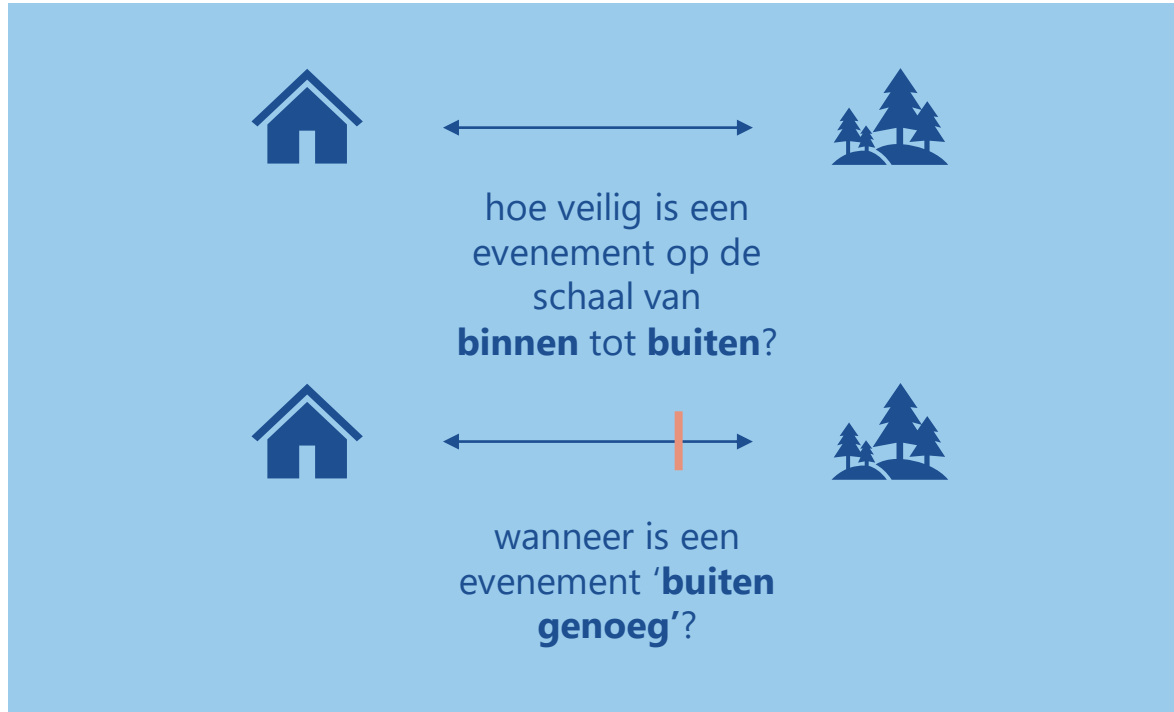 hoe veilig is een
evenement op de
schaal van
binnen tot buiten?
wanneer is een
evenement ‘buiten
genoeg’?